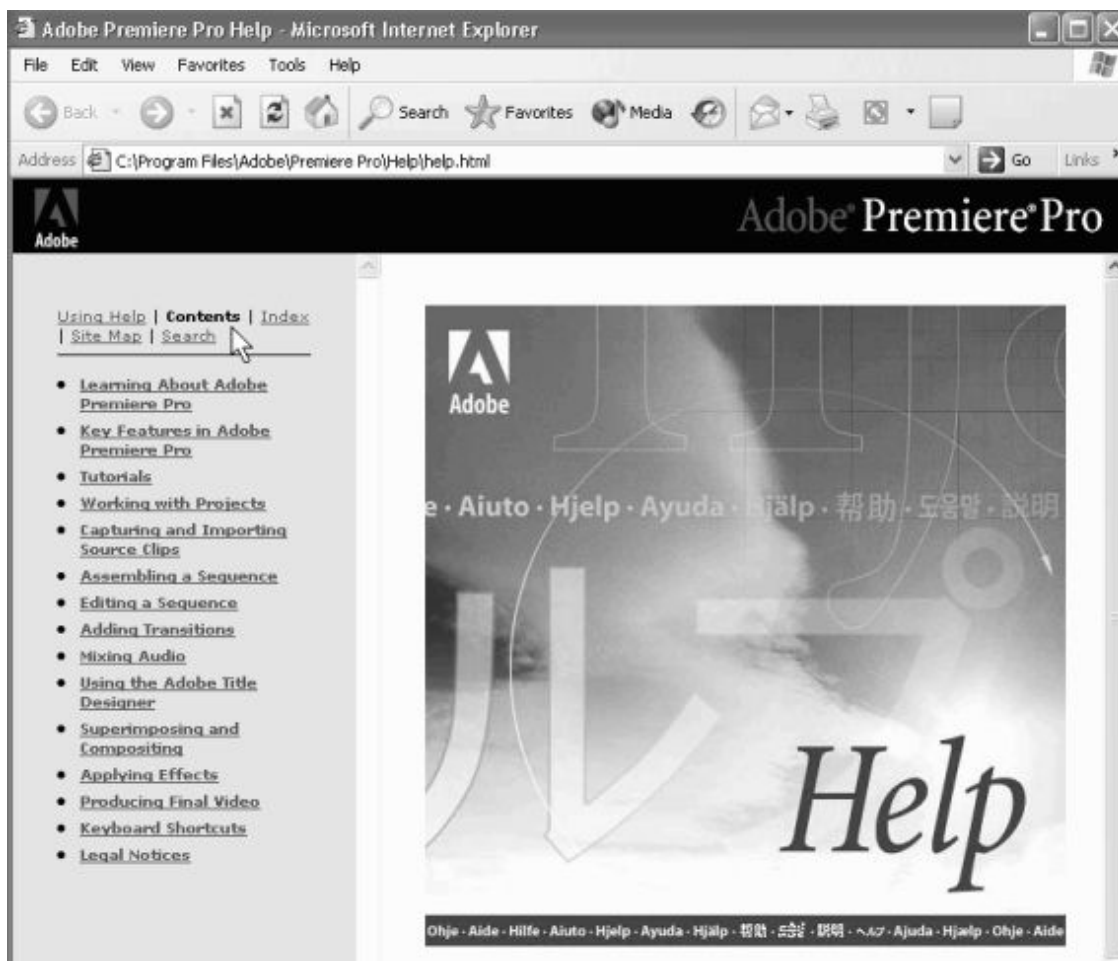 Adobe Premiere Pro Help - Microsoft Internet Explorer
File Edit View Favorites Tools Help
Back Search Favorites Media
Address C:\Program Files\Adobe\Premiere Pro\Help\help.html Go Links
Adobe
Adobe® Premiere® Pro
Using Help | Contents | Index
| Site Map | Search
Learning About Adobe
Premiere Pro
Key Features in Adobe
Premiere Pro
Tutorials
Working with Projects
Capturing and Importing
Source Clips
Assembling a Sequence
Editing a Sequence
Adding Transitions
Mixing Audio
Using the Adobe Title
Designer
Superimposing and
Compositing
Applying Effects
Producing Final Video
Keyboard Shortcuts
Legal Notices
Adobe
e · Aiuto · Hjelp · Ayuda · Hjälp · 帮助 · 도움말 · 説明
ルプ
Help
Ohje · Aide · Hilfe · Aiuto · Hjelp · Ayuda · Hjälp · 帮助 · 도움말 · 説明 · ヘルプ · Ajuda · Hjælp · Ohje · Aide